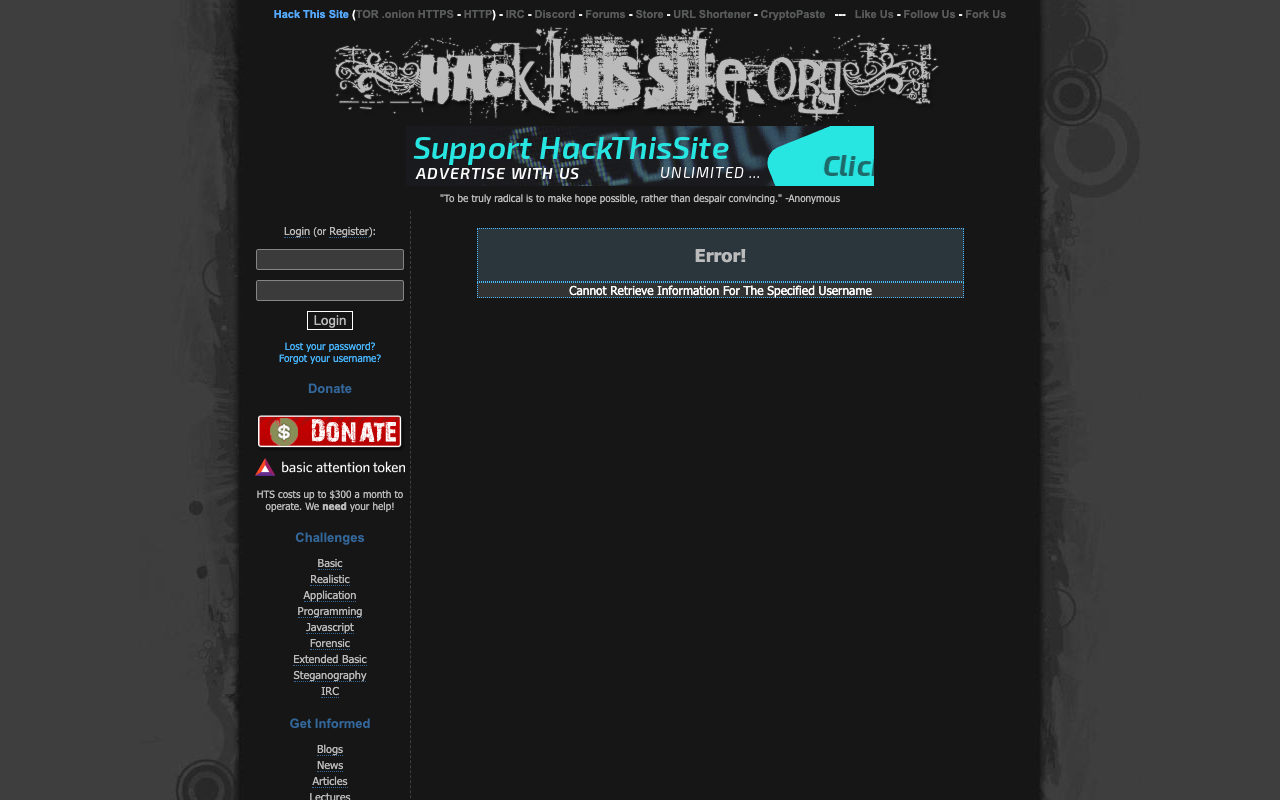 Hack This Site (TOR .onion HTTPS - HTTP) - IRC - Discord - Forums - Store - URL Shortener - CryptoPaste --- Like Us - Follow Us - Fork Us
HackThisSite.org
Support HackThisSite
ADVERTISE WITH US
UNLIMITED ...
"To be truly radical is to make hope possible, rather than despair convincing." -Anonymous
Login (or Register):
Login
Lost your password?
Forgot your username?
Donate
$ DONATE
basic attention token
HTS costs up to $300 a month to
operate. We need your help!
Challenges
Basic
Realistic
Application
Programming
Javascript
Forensic
Extended Basic
Steganography
IRC
Get Informed
Blogs
News
Articles
Lectures
Error!
Cannot Retrieve Information For The Specified Username